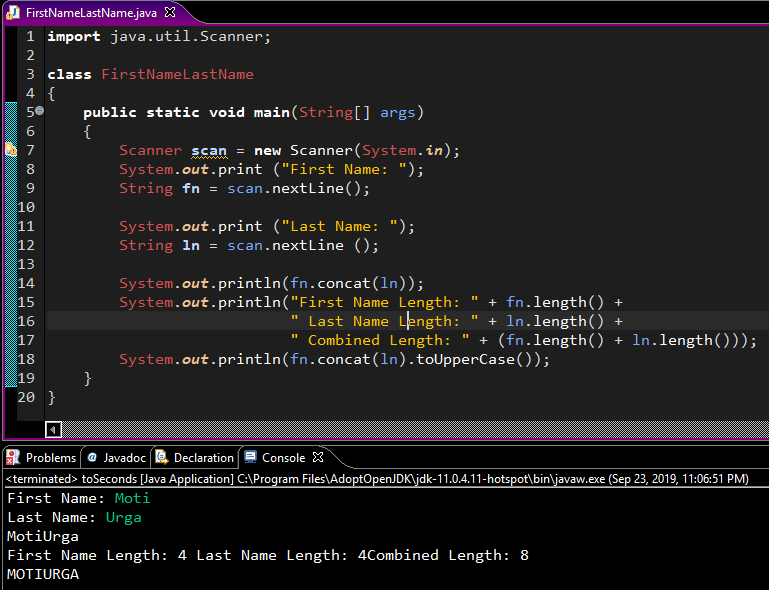 FirstNameLastName.java
1 import java.util.Scanner;
2
3 class FirstNameLastName
4 {
5     public static void main(String[] args)
6     {
7         Scanner scan = new Scanner(System.in);
8         System.out.print ("First Name: ");
9         String fn = scan.nextLine();
10
11         System.out.print ("Last Name: ");
12         String ln = scan.nextLine ();
13
14         System.out.println(fn.concat(ln));
15         System.out.println("First Name Length: " + fn.length() +
16                            " Last Name Length: " + ln.length() +
17                            " Combined Length: " + (fn.length() + ln.length()));
18         System.out.println(fn.concat(ln).toUpperCase());
19     }
20 }
Problems @ Javadoc Declaration Console
<terminated> toSeconds [Java Application] C:\Program Files\AdoptOpenJDK\jdk-11.0.4.11-hotspot\bin\javaw.exe (Sep 23, 2019, 11:06:51 PM)
First Name: Moti
Last Name: Urga
MotiUrga
First Name Length: 4 Last Name Length: 4Combined Length: 8
MOTIURGA